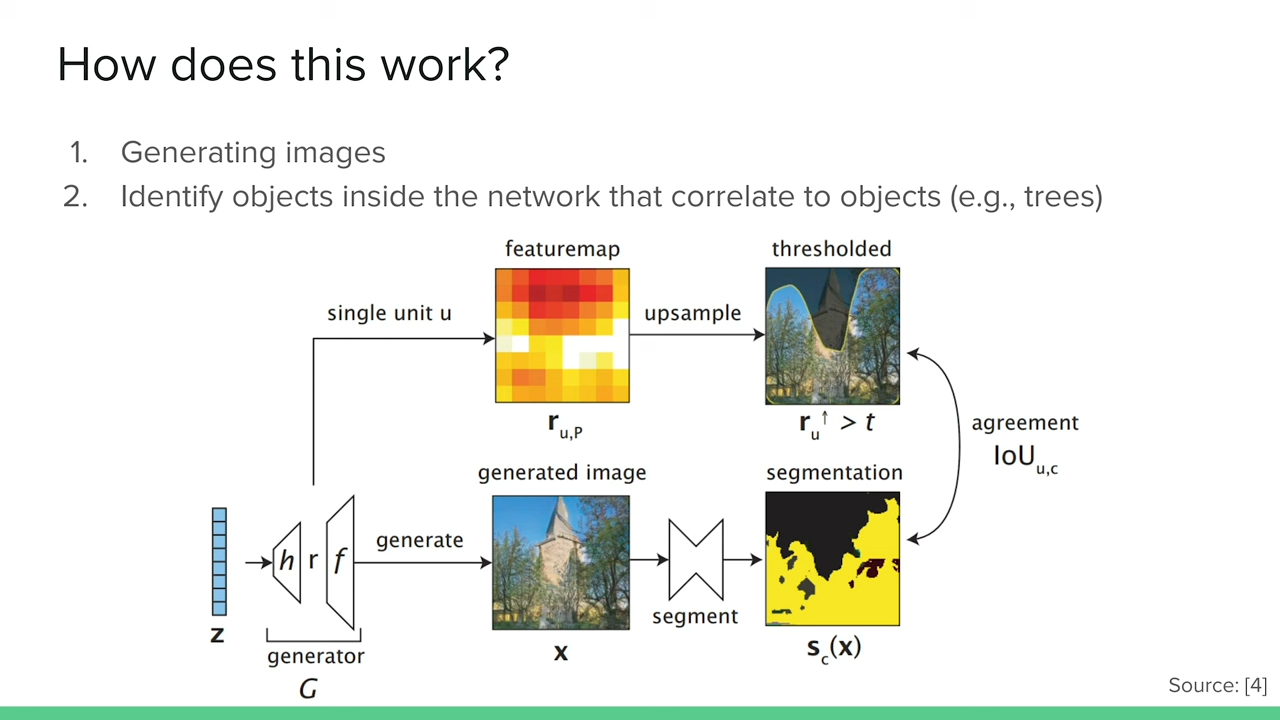 How does this work?
1. Generating images
2. Identify objects inside the network that correlate to objects (e.g., trees)
featuremap
thresholded
single unit u
upsample
r u,P
r u ↑ > t
agreement
IoU u,c
generated image
segmentation
h r f
generate
segment
z
generator
G
x
s c (x)
Source: [4]